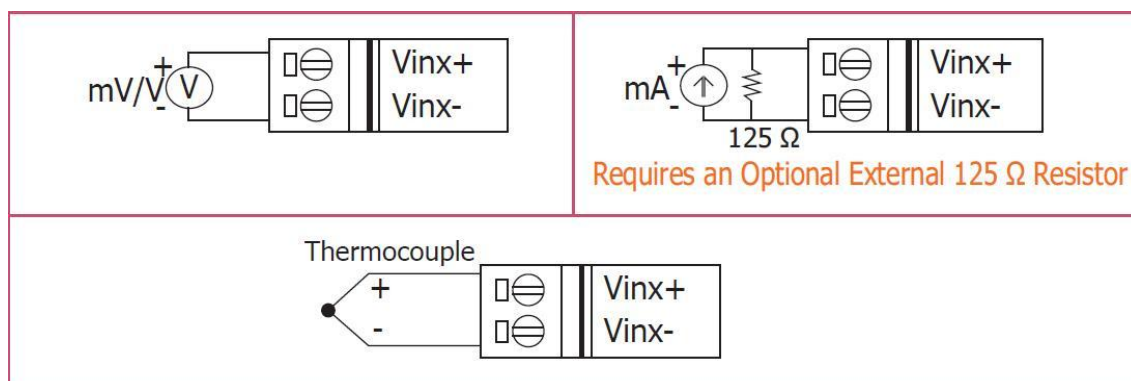 mV/V
+
-
V
Vinx+
Vinx-
mA
+
-
125 Ω
Vinx+
Vinx-
Requires an Optional External 125 Ω Resistor
Thermocouple
+
-
Vinx+
Vinx-